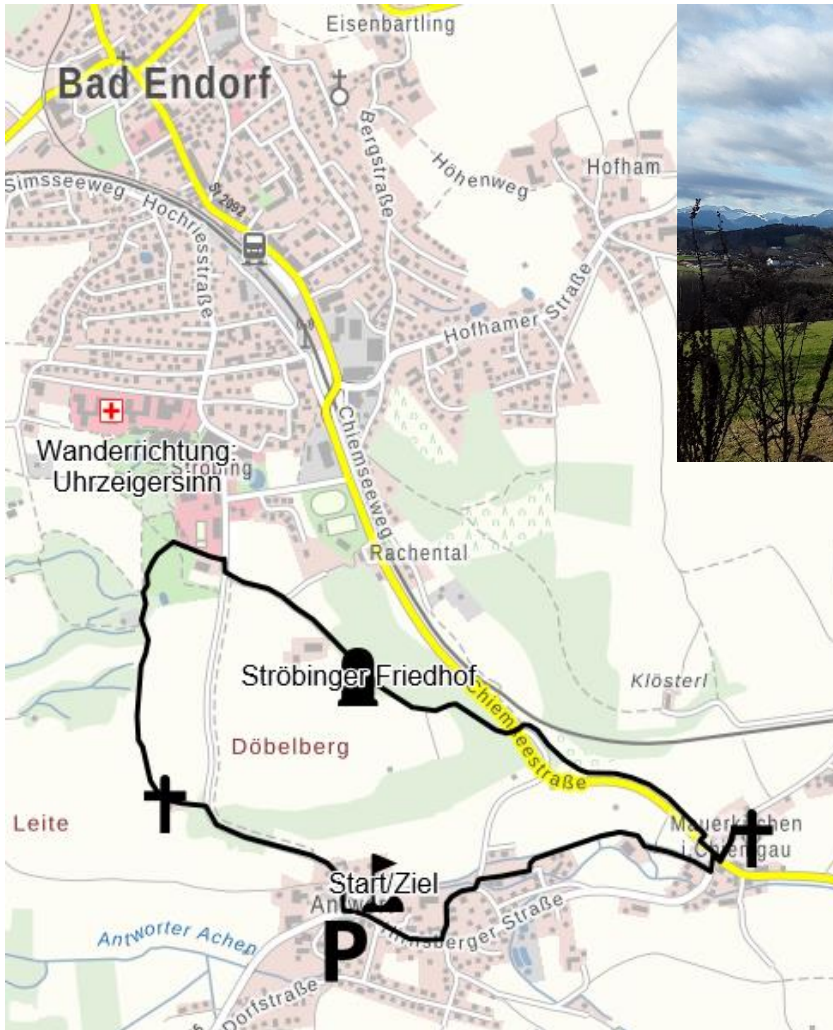 Eisenbartling
Bad Endorf
Bergstraße
Höhenweg
Hofham
Simsseeweg
Hochriesstraße
St 2092
Hofhamer Straße
Chiemseeweg
Wanderrichtung:
Uhrzeigersinn
Ströbing
Rachental
Ströbinger Friedhof
Klösterl
Chiemseestraße
Döbelberg
Leite
Mauerkirchen
i.Chiemgau
Start/Ziel
Antwort
Antworter Achen
P
Dorfstraße